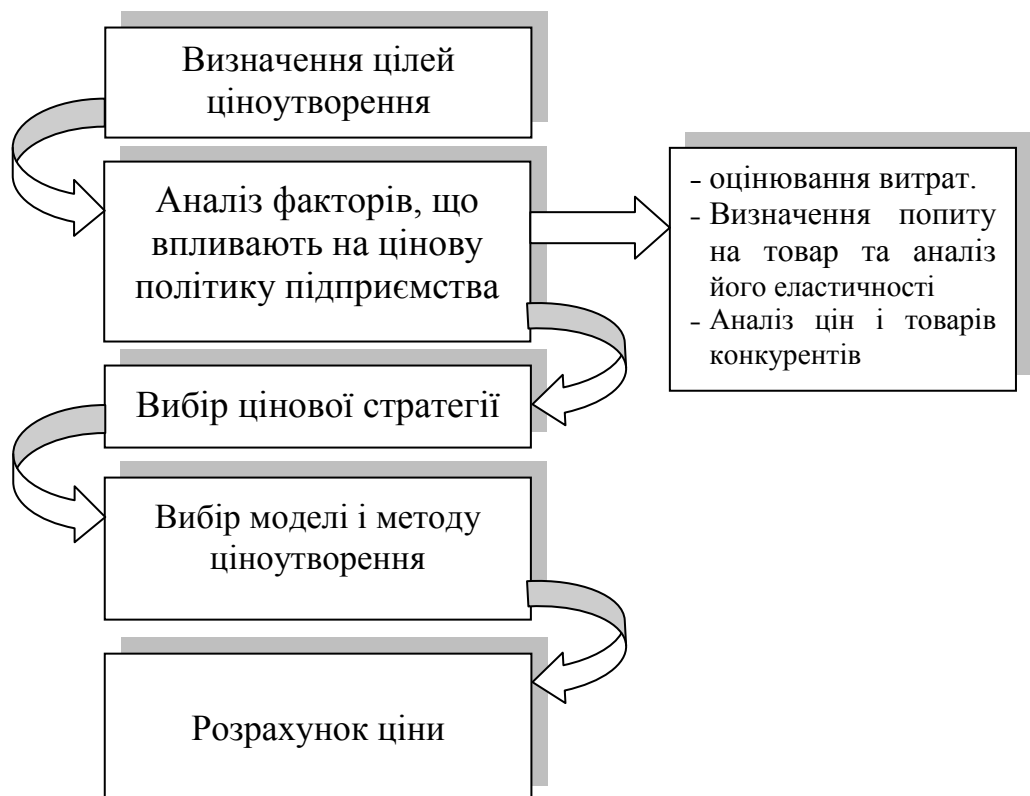 Визначення цілей
ціноутворення
Аналіз факторів, що
впливають на цінову
політику підприємства
- оцінювання витрат.
- Визначення попиту
на товар та аналіз
його еластичності
- Аналіз цін і товарів
конкурентів
Вибір цінової стратегії
Вибір моделі і методу
ціноутворення
Розрахунок ціни